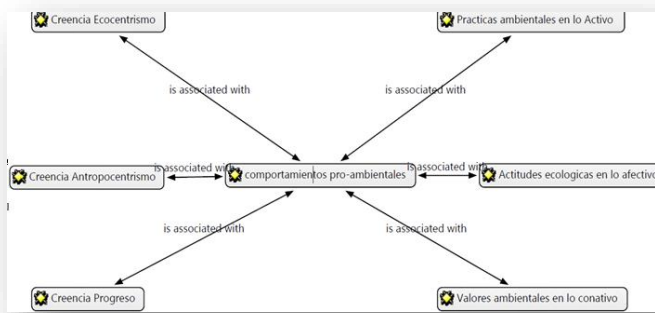 Creencia Ecocentrismo
Practicas ambientales en lo Activo
is associated with
is associated with
Creencia Antropocentrismo
is associated with
comportamientos pro-ambientales
is associated with
Actitudes ecologicas en lo afectivo
is associated with
is associated with
Creencia Progreso
Valores ambientales en lo conativo